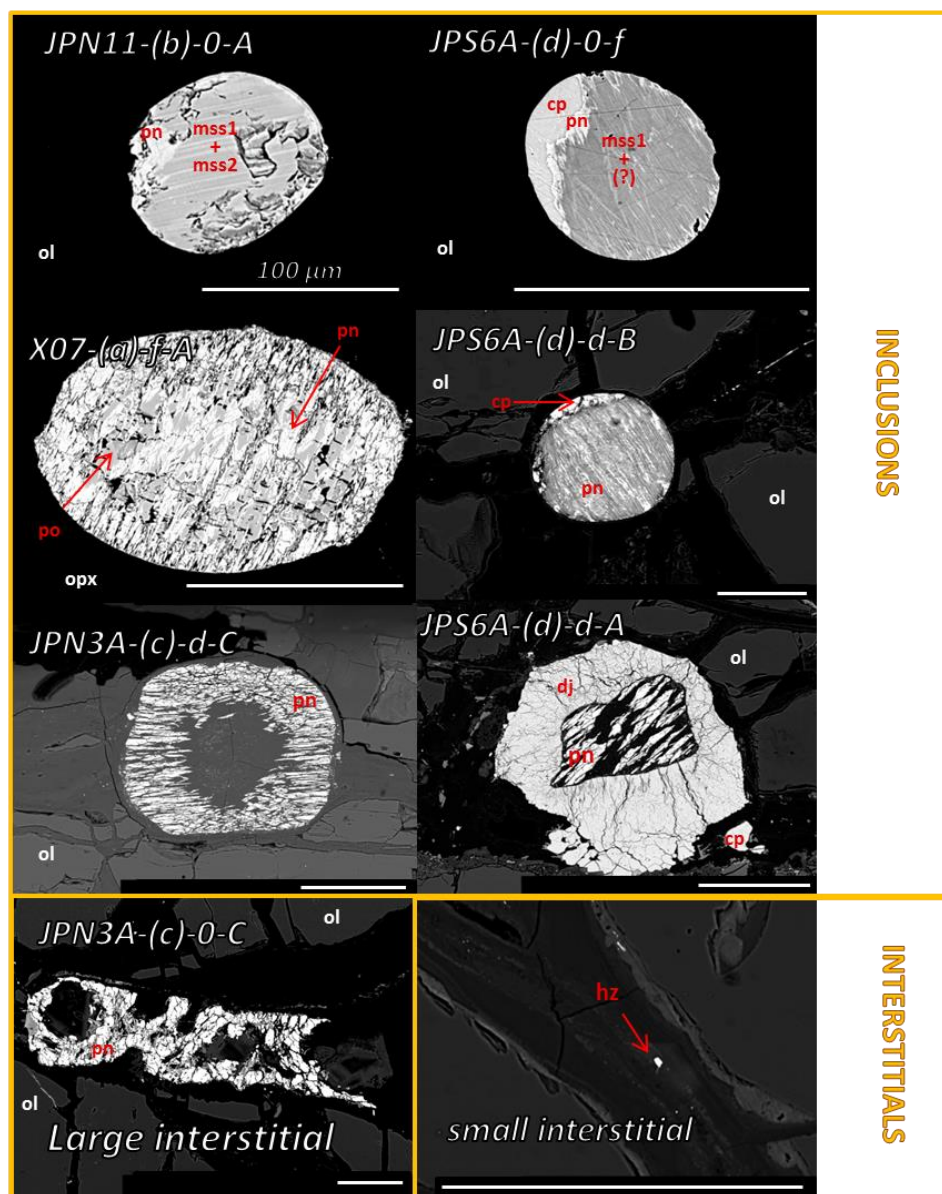 JPN11-(b)-0-A
pn
mss1
+
mss2
ol
100 μm
JPS6A-(d)-0-f
cp
pn
mss1
+
(?)
ol
X07-(a)-f-A
pn
po
opx
JPS6A-(d)-d-B
ol
cp
pn
ol
JPN3A-(c)-d-C
pn
ol
JPS6A-(d)-d-A
ol
dj
pn
cp
INCLUSIONS
JPN3A-(c)-0-C
ol
pn
ol
Large interstitial
hz
small interstitial
INTERSTITIALS